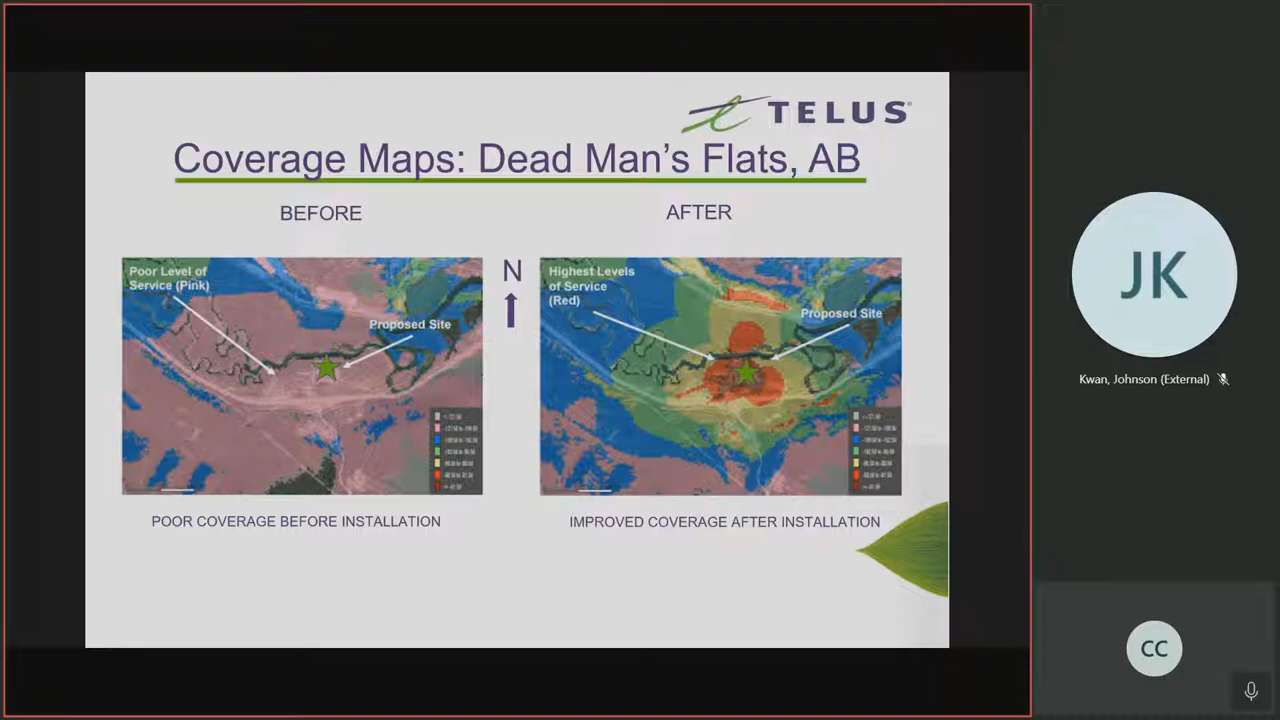 TELUS
Coverage Maps: Dead Man's Flats, AB
BEFORE
AFTER
Poor Level of
Service (Pink)
Proposed Site
N
Highest Levels
of Service
(Red)
Proposed Site
POOR COVERAGE BEFORE INSTALLATION
IMPROVED COVERAGE AFTER INSTALLATION
JK
Kwan, Johnson (External)
CC